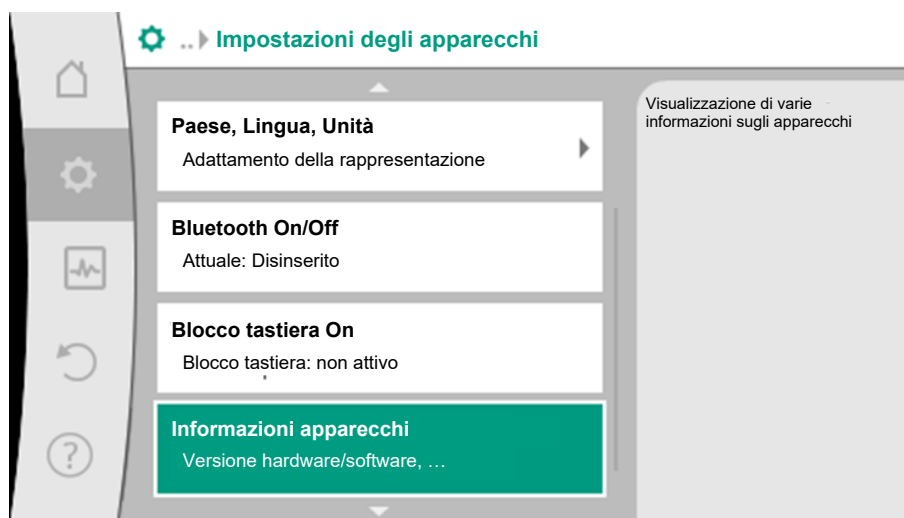 ..▸ Impostazioni degli apparecchi
Paese, Lingua, Unità
Adattamento della rappresentazione
Bluetooth On/Off
Attuale: Disinserito
Blocco tastiera On
Blocco tastiera: non attivo
Informazioni apparecchi
Versione hardware/software, …
Visualizzazione di varie
informazioni sugli apparecchi
?